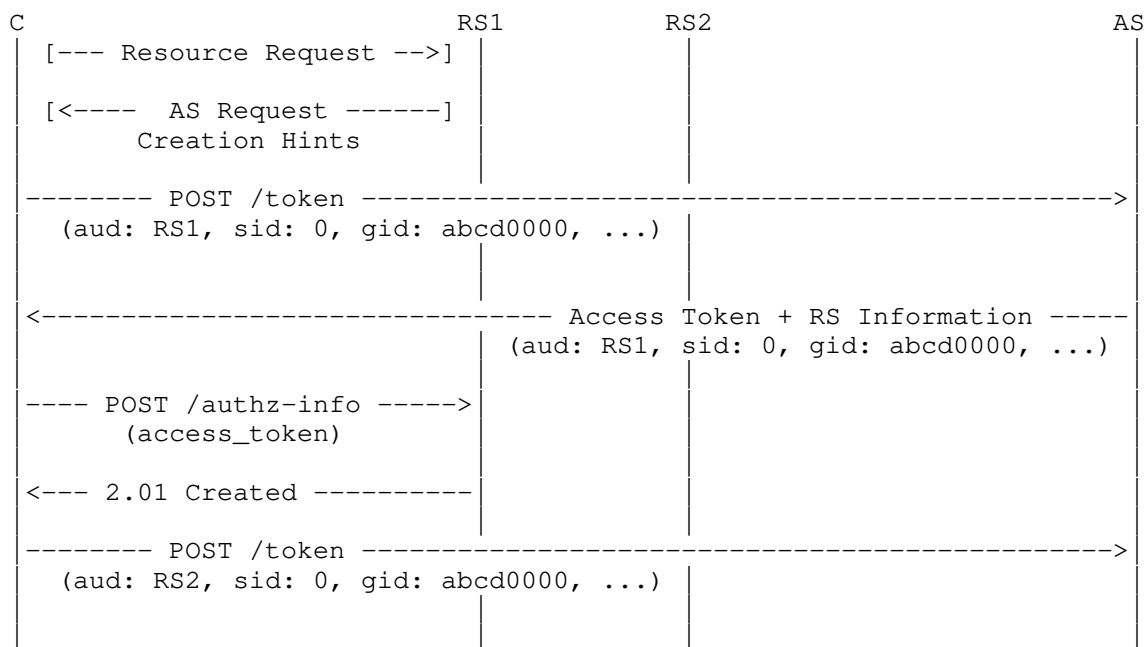 C RS1 RS2 AS
[--- Resource Request -->]
[<---- AS Request ------]
Creation Hints
-------- POST /token ----------------------------------------------->
(aud: RS1, sid: 0, gid: abcd0000, ...)
<-------------------------------- Access Token + RS Information -----
(aud: RS1, sid: 0, gid: abcd0000, ...)
---- POST /authz-info ----->
(access_token)
<--- 2.01 Created ----------
-------- POST /token ----------------------------------------------->
(aud: RS2, sid: 0, gid: abcd0000, ...)